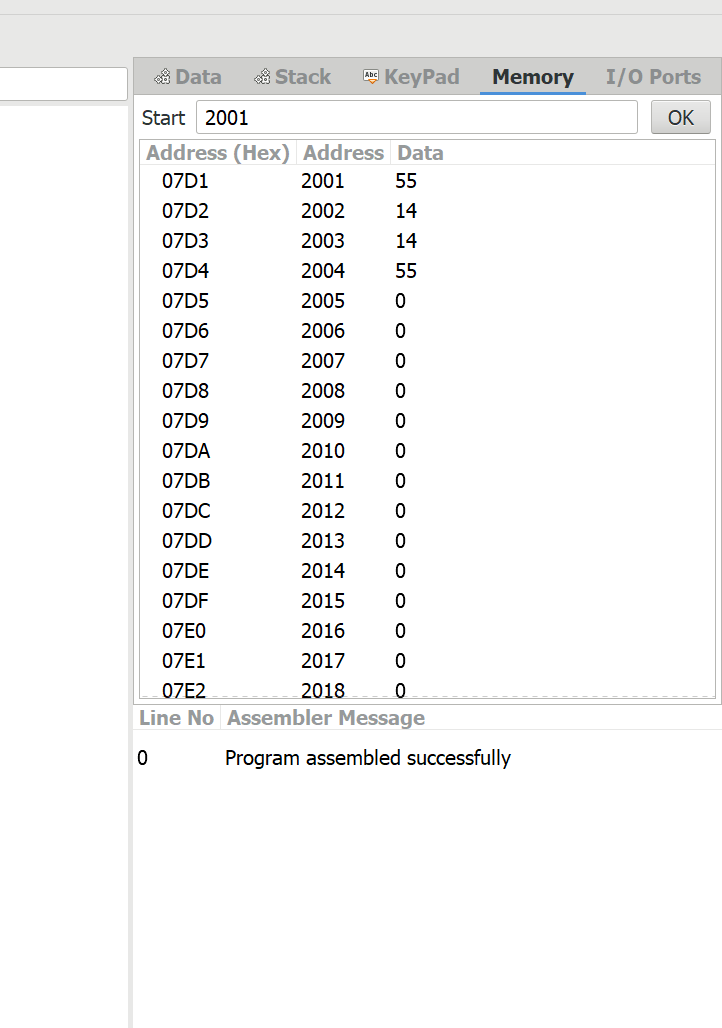 Data Stack Abc KeyPad Memory I/O Ports
Start 2001 OK
Address (Hex) Address Data
07D1 2001 55
07D2 2002 14
07D3 2003 14
07D4 2004 55
07D5 2005 0
07D6 2006 0
07D7 2007 0
07D8 2008 0
07D9 2009 0
07DA 2010 0
07DB 2011 0
07DC 2012 0
07DD 2013 0
07DE 2014 0
07DF 2015 0
07E0 2016 0
07E1 2017 0
07E2 2018 0
Line No Assembler Message
0 Program assembled successfully